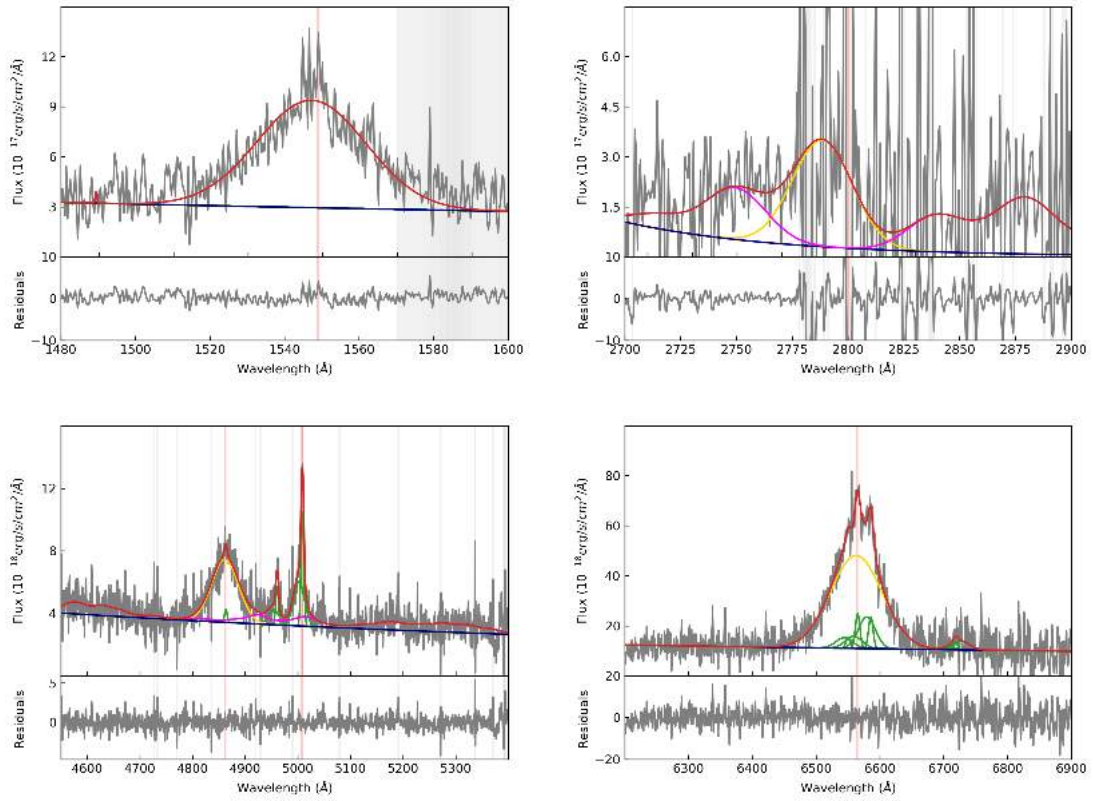 12
9
6
3
Flux (10 ¹⁷erg/s/cm²/Å)
10
0
−10
Residuals
1480 1500 1520 1540 1560 1580 1600
Wavelength (Å)
6.0
4.5
3.0
1.5
Flux (10 ¹⁷erg/s/cm²/Å)
10
0
−10
Residuals
2700 2725 2750 2775 2800 2825 2850 2875 2900
Wavelength (Å)
12
8
4
Flux (10 ¹⁸erg/s/cm²/Å)
5
0
Residuals
4600 4700 4800 4900 5000 5100 5200 5300
Wavelength (Å)
80
60
40
20
Flux (10 ¹⁸erg/s/cm²/Å)
20
0
−20
Residuals
6300 6400 6500 6600 6700 6800 6900
Wavelength (Å)